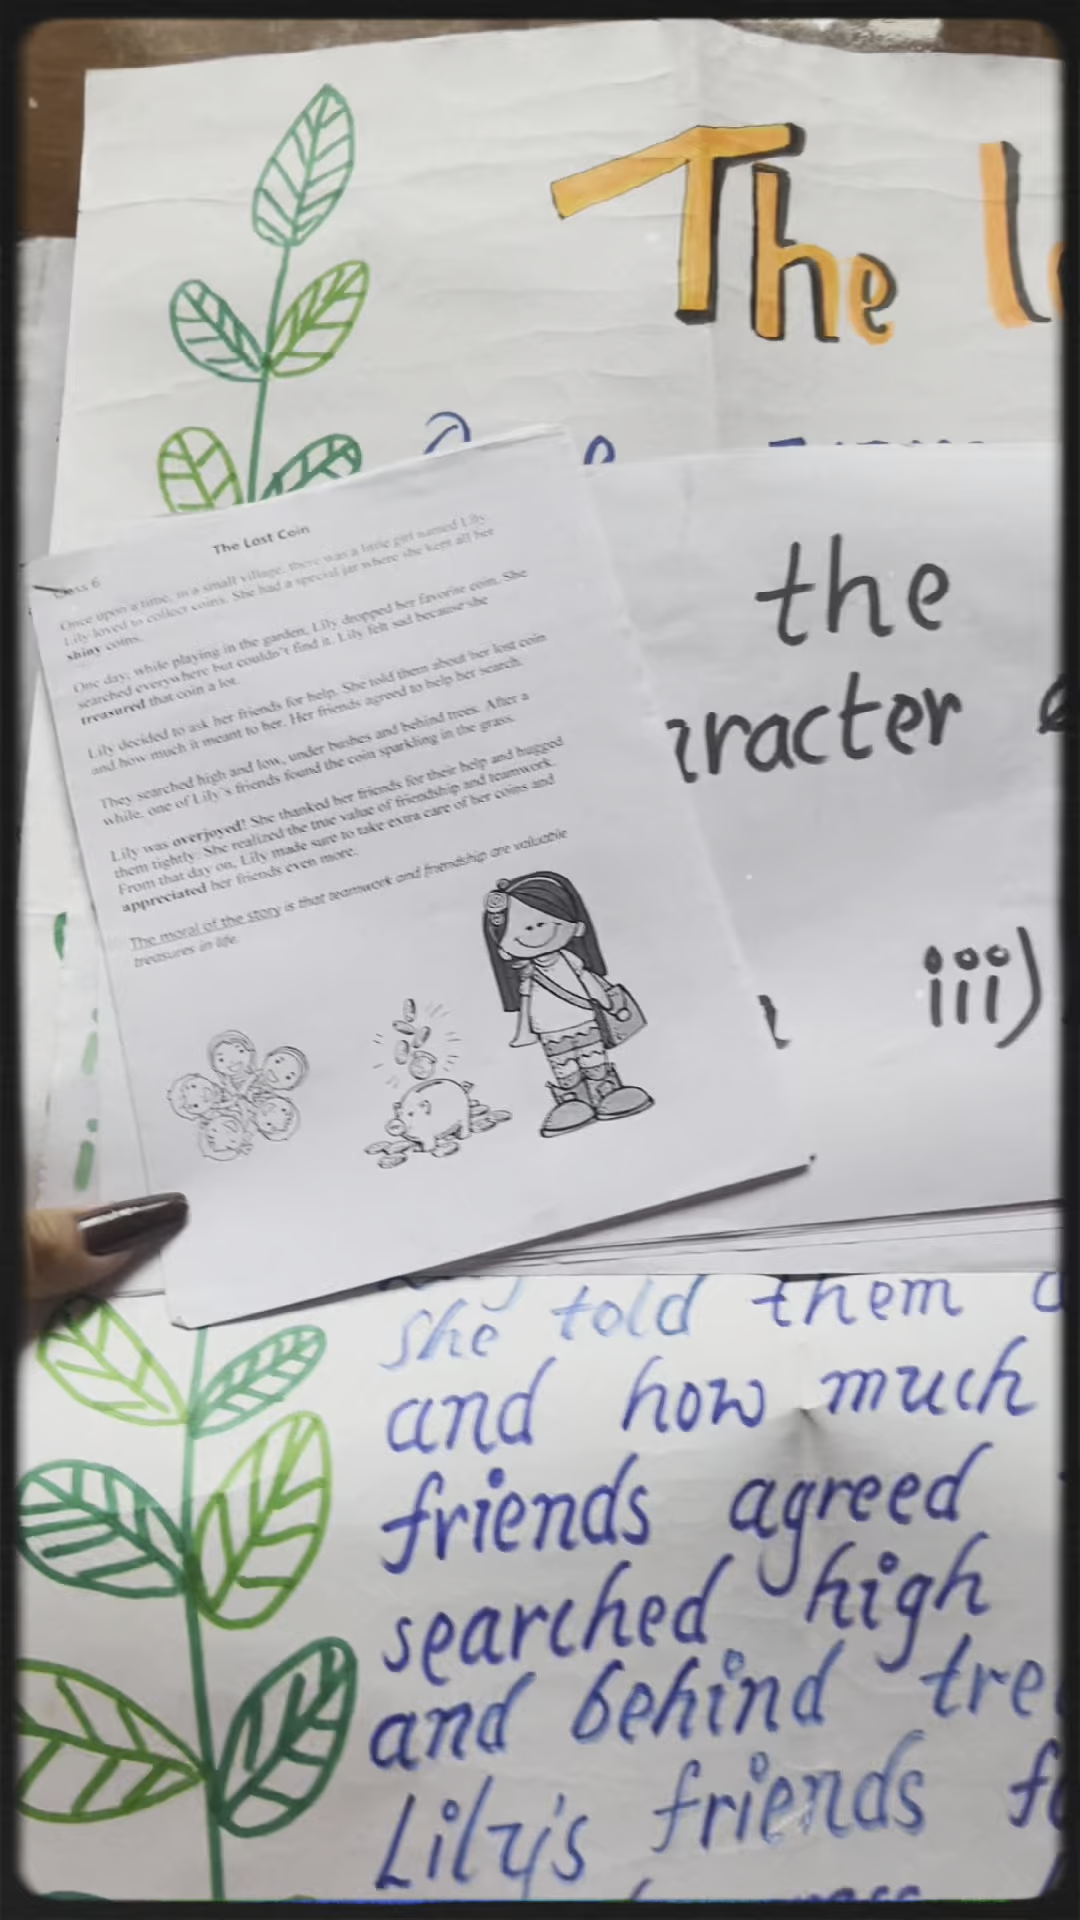 The l
The Lost Coin
Class 6
Once upon a time, in a small village, there was a little girl named Lily.
Lily loved to collect coins. She had a special jar where she kept all her
shiny coins.
One day, while playing in the garden, Lily dropped her favorite coin. She
searched everywhere but couldn't find it. Lily felt sad because she
treasured that coin a lot.
Lily decided to ask her friends for help. She told them about her lost coin
and how much it meant to her. Her friends agreed to help her search.
They searched high and low, under bushes and behind trees. After a
while, one of Lily's friends found the coin sparkling in the grass.
Lily was overjoyed! She thanked her friends for their help and hugged
them tightly. She realized the true value of friendship and teamwork.
From that day on, Lily made sure to take extra care of her coins and
appreciated her friends even more.
The moral of the story is that teamwork and friendship are valuable
treasures in life.
the
racter
iii)
She told them
and how much
friends agreed
searched high
and behind tre
Lily's friends